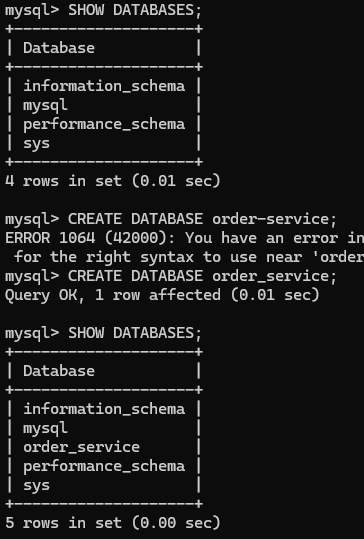 mysql> SHOW DATABASES;
+--------------------+
| Database           |
+--------------------+
| information_schema |
| mysql              |
| performance_schema |
| sys                |
+--------------------+
4 rows in set (0.01 sec)

mysql> CREATE DATABASE order-service;
ERROR 1064 (42000): You have an error in
 for the right syntax to use near 'order
mysql> CREATE DATABASE order_service;
Query OK, 1 row affected (0.01 sec)

mysql> SHOW DATABASES;
+--------------------+
| Database           |
+--------------------+
| information_schema |
| mysql              |
| order_service      |
| performance_schema |
| sys                |
+--------------------+
5 rows in set (0.00 sec)